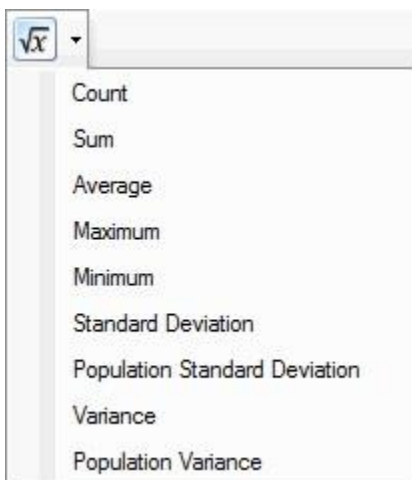 √x
Count
Sum
Average
Maximum
Minimum
Standard Deviation
Population Standard Deviation
Variance
Population Variance